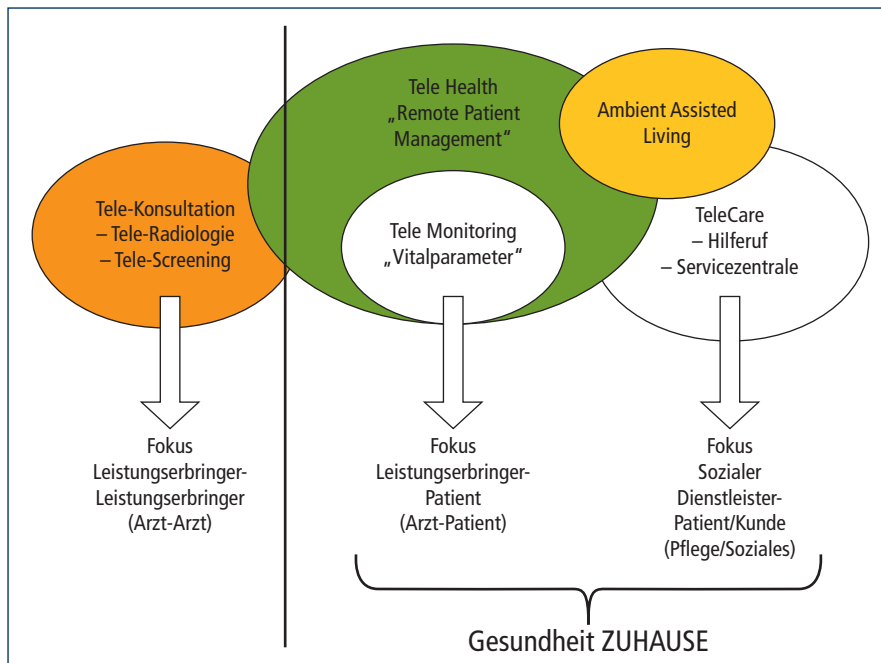 Tele Health
„Remote Patient
Management“
Ambient Assisted
Living
Tele-Konsultation
– Tele-Radiologie
– Tele-Screening
Tele Monitoring
„Vitalparameter“
TeleCare
– Hilferuf
– Servicezentrale
Fokus
Leistungserbringer-
Leistungserbringer
(Arzt-Arzt)
Fokus
Leistungserbringer-
Patient
(Arzt-Patient)
Fokus
Sozialer
Dienstleister-
Patient/Kunde
(Pflege/Soziales)
Gesundheit ZUHAUSE